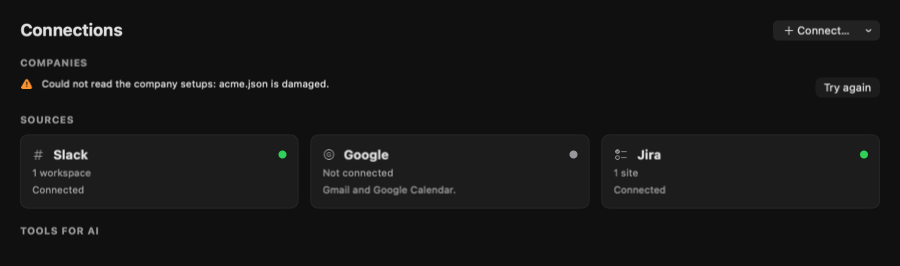 Connections
+ Connect...
COMPANIES
Could not read the company setups: acme.json is damaged.
Try again
SOURCES
# Slack
1 workspace
Connected
Google
Not connected
Gmail and Google Calendar.
Jira
1 site
Connected
TOOLS FOR AI